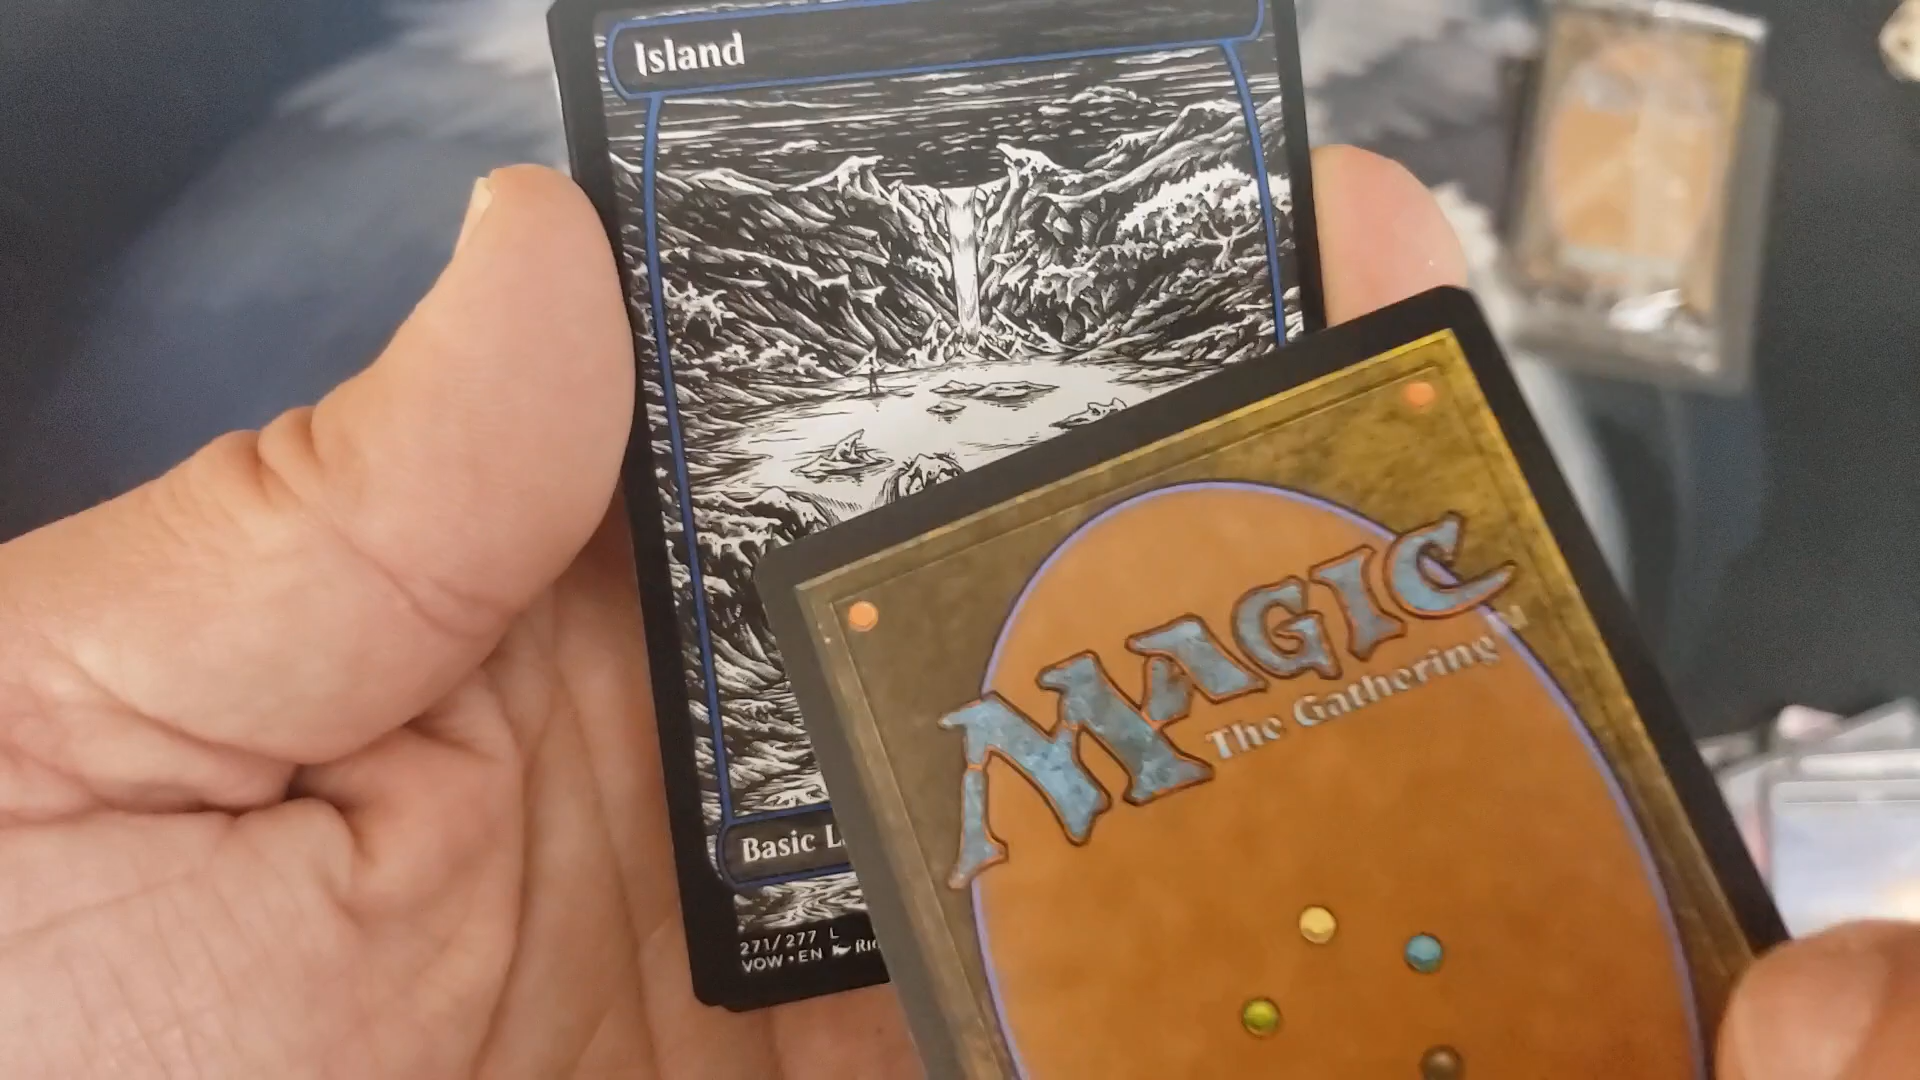 Island
MAGIC
The Gathering
Basic
271/277 L
VOW • EN